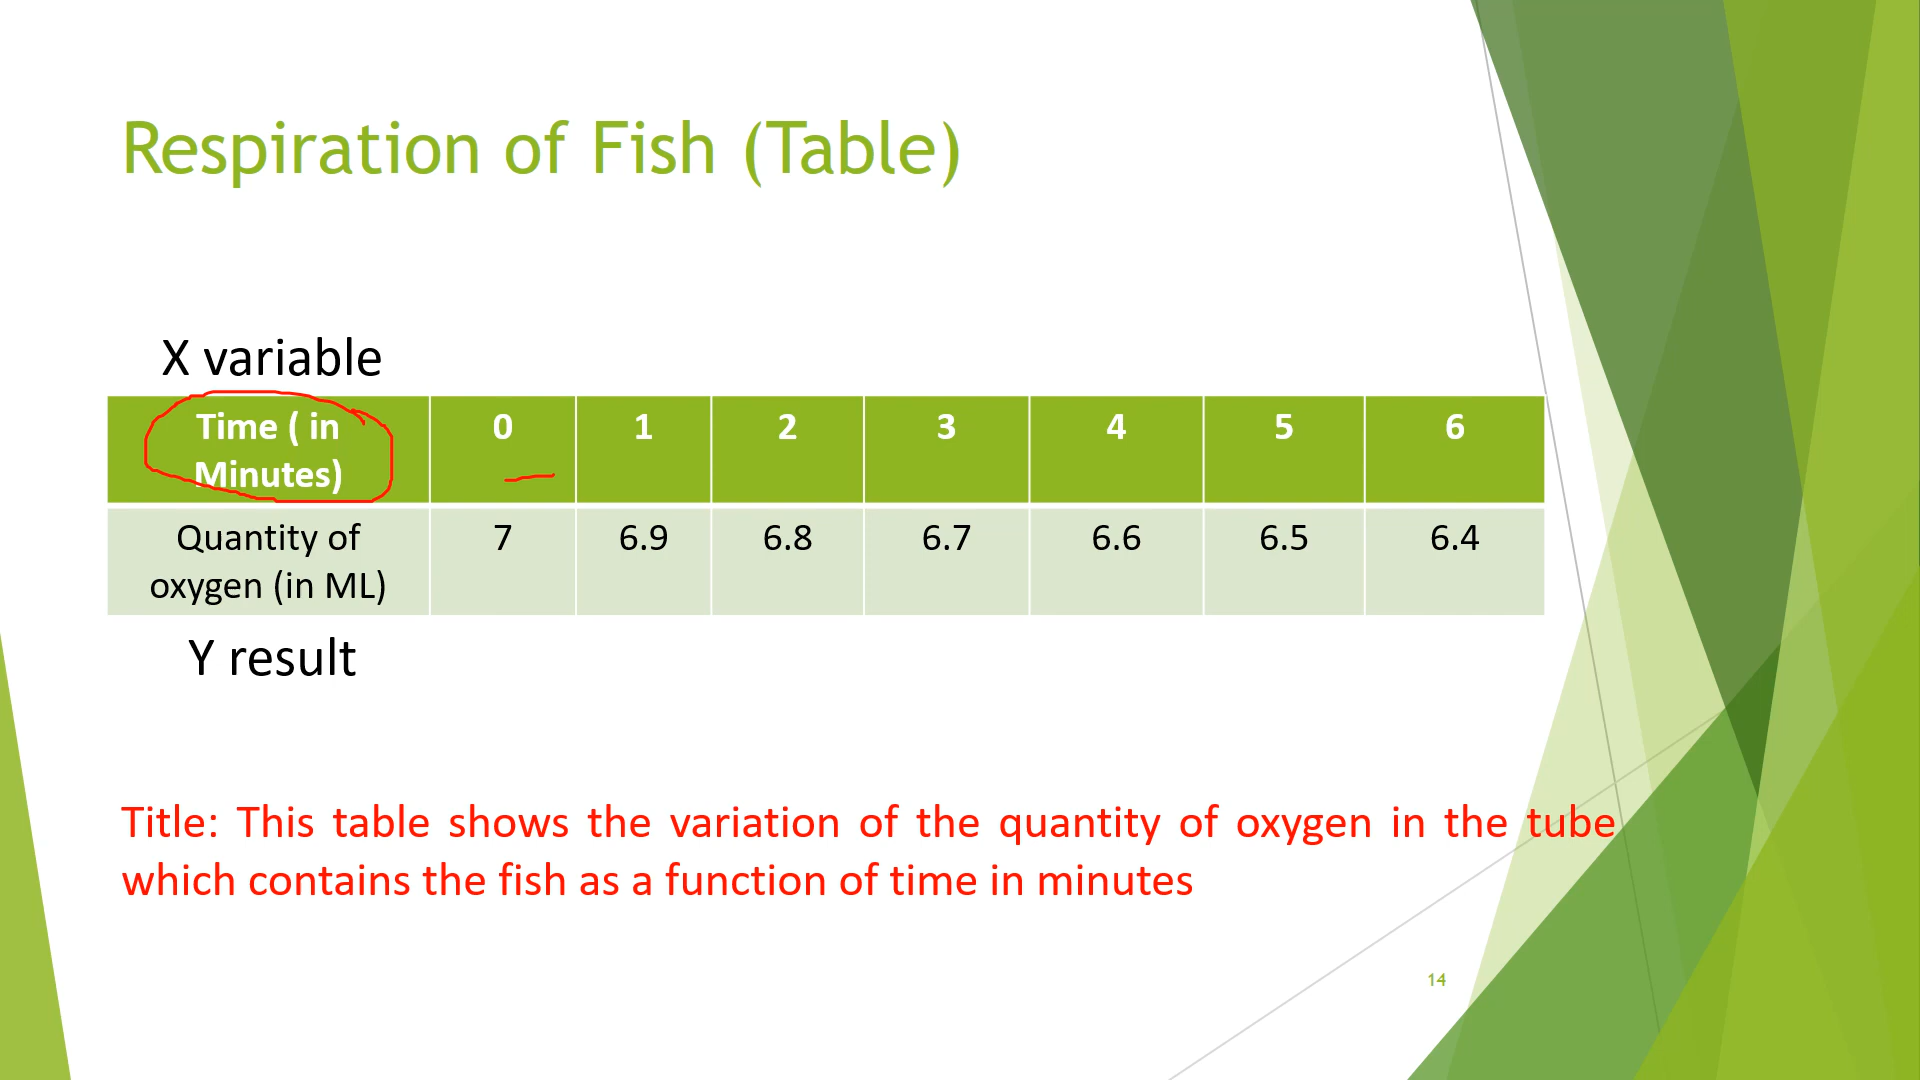 Respiration of Fish (Table)
X variable
Time ( in Minutes) 0 1 2 3 4 5 6
Quantity of oxygen (in ML) 7 6.9 6.8 6.7 6.6 6.5 6.4
Y result
Title: This table shows the variation of the quantity of oxygen in the tube
which contains the fish as a function of time in minutes
14